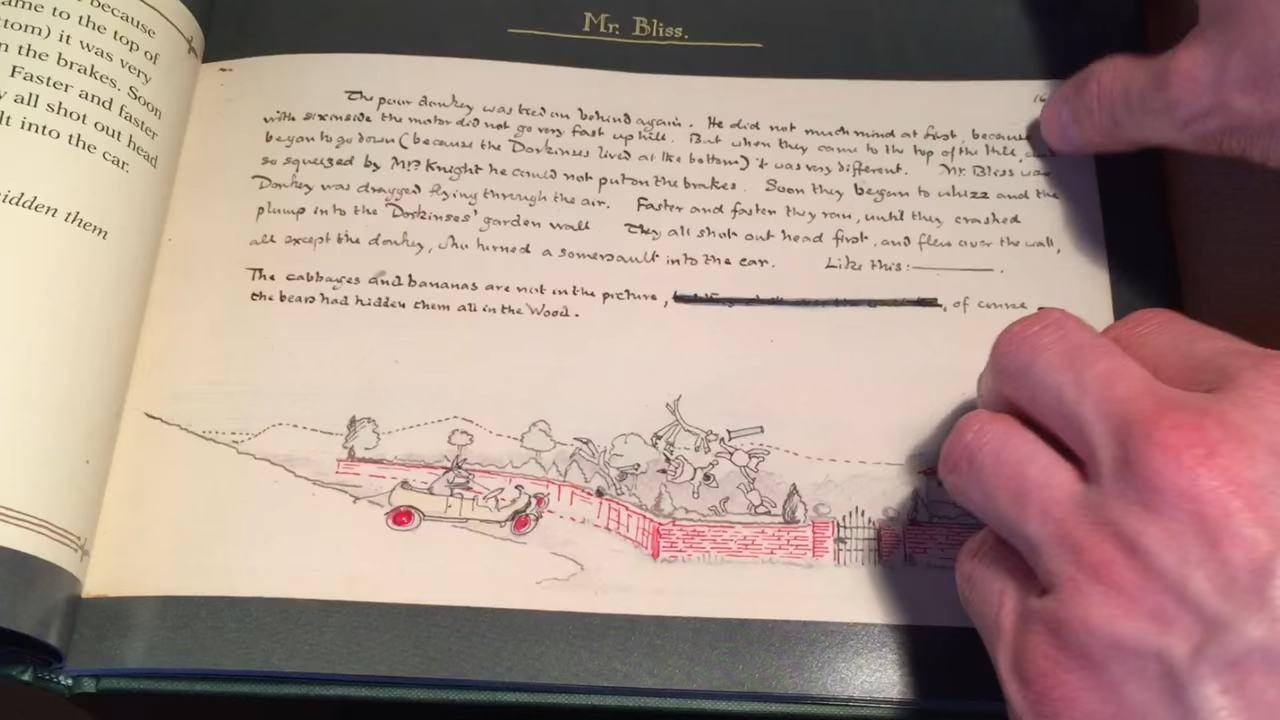 because
ame to the top of
tom) it was very
n the brakes. Soon
Faster and faster
y all shot out head
lt into the car.
idden them
Mr. Bliss.
16
The poor donkey was tied on behind again. He did not much mind at first, because
with six inside the motor did not go very fast up hill. But when they came to the top of the Hill, and
began to go down (because the Dorkinses lived at the bottom) it was very different. Mr. Bliss was
so squeezed by Mrs Knight he could not put on the brakes. Soon they began to whizz and the
Donkey was dragged flying through the air. Faster and faster they ran, until they crashed
plump into the Dorkinses' garden wall They all shot out head first, and flew over the wall,
all except the donkey, who turned a somersault into the car. Like this:———.
The cabbages and bananas are not in the picture, , of course —
the bears had hidden them all in the Wood.